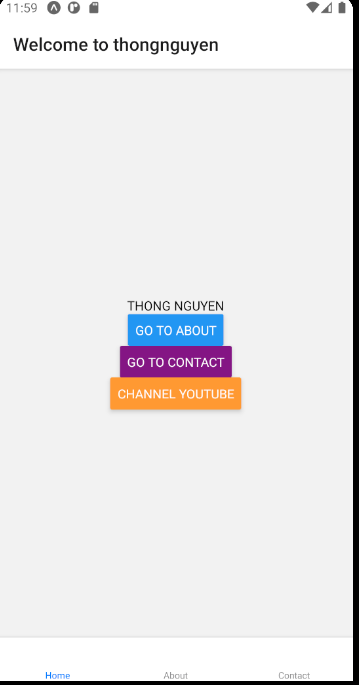 11:59
Welcome to thongnguyen
THONG NGUYEN
GO TO ABOUT
GO TO CONTACT
CHANNEL YOUTUBE
Home About Contact